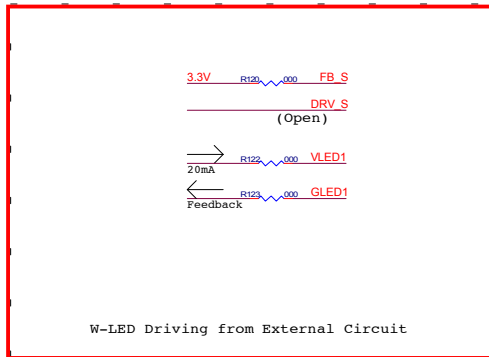 3.3V R120 000 FB_S
DRV_S
(Open)
R122 000 VLED1
20mA
R123 000 GLED1
Feedback
W-LED Driving from External Circuit